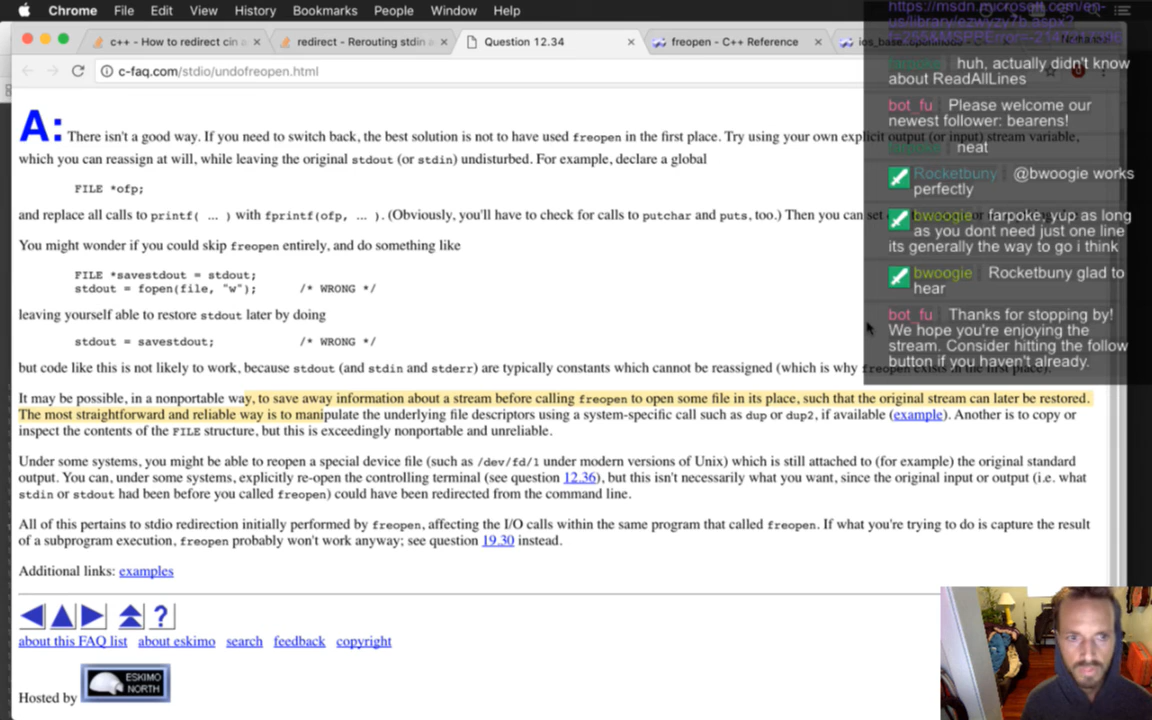 Chrome File Edit View History Bookmarks People Window Help
c++ - How to redirect cin a
redirect - Rerouting stdin a
Question 12.34
freopen - C++ Reference
c-faq.com/stdio/undofreopen.html
A: There isn't a good way. If you need to switch back, the best solution is not to have used freopen in the first place. Try using your own explicit output (or input) stream variable,
which you can reassign at will, while leaving the original stdout (or stdin) undisturbed. For example, declare a global
FILE *ofp;
and replace all calls to printf( ... ) with fprintf(ofp, ... ). (Obviously, you'll have to check for calls to putchar and puts, too.) Then you can set
You might wonder if you could skip freopen entirely, and do something like
FILE *savestdout = stdout;
stdout = fopen(file, "w"); /* WRONG */
leaving yourself able to restore stdout later by doing
stdout = savestdout; /* WRONG */
but code like this is not likely to work, because stdout (and stdin and stderr) are typically constants which cannot be reassigned (which is why freopen exists in the first place).
It may be possible, in a nonportable way, to save away information about a stream before calling freopen to open some file in its place, such that the original stream can later be restored.
The most straightforward and reliable way is to manipulate the underlying file descriptors using a system-specific call such as dup or dup2, if available (example). Another is to copy or
inspect the contents of the FILE structure, but this is exceedingly nonportable and unreliable.
Under some systems, you might be able to reopen a special device file (such as /dev/fd/1 under modern versions of Unix) which is still attached to (for example) the original standard
output. You can, under some systems, explicitly re-open the controlling terminal (see question 12.36), but this isn't necessarily what you want, since the original input or output (i.e. what
stdin or stdout had been before you called freopen) could have been redirected from the command line.
All of this pertains to stdio redirection initially performed by freopen, affecting the I/O calls within the same program that called freopen. If what you're trying to do is capture the result
of a subprogram execution, freopen probably won't work anyway; see question 19.30 instead.
Additional links: examples
?
about this FAQ list about eskimo search feedback copyright
Hosted by
ESKIMO
NORTH
https://msdn.microsoft.com/en-
huh, actually didn't know
about ReadAllLines
bot_fu Please welcome our
newest follower: bearens!
farpoke neat
Rocketbuny @bwoogie works
perfectly
bwoogie farpoke, yup as long
as you dont need just one line
its generally the way to go i think
bwoogie Rocketbuny glad to
hear
bot_fu Thanks for stopping by!
We hope you're enjoying the
stream. Consider hitting the follow
button if you haven't already.